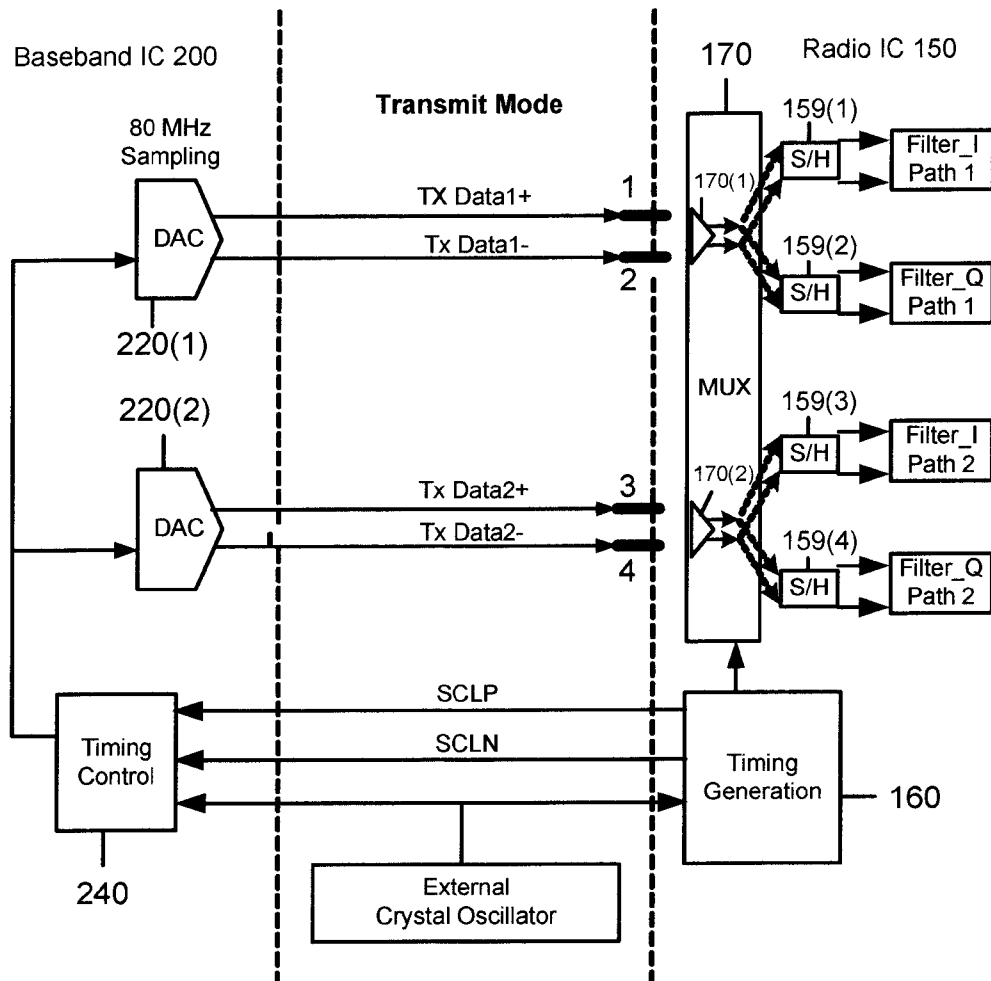 Baseband IC 200
Transmit Mode
170
Radio IC 150
80 MHz
Sampling
DAC
220(1)
TX Data1+
Tx Data1-
1
2
170(1)
159(1)
S/H
Filter_I
Path 1
159(2)
S/H
Filter_Q
Path 1
MUX
220(2)
DAC
Tx Data2+
Tx Data2-
3
4
170(2)
159(3)
S/H
Filter_I
Path 2
159(4)
S/H
Filter_Q
Path 2
SCLP
SCLN
Timing
Control
240
Timing
Generation
160
External
Crystal Oscillator